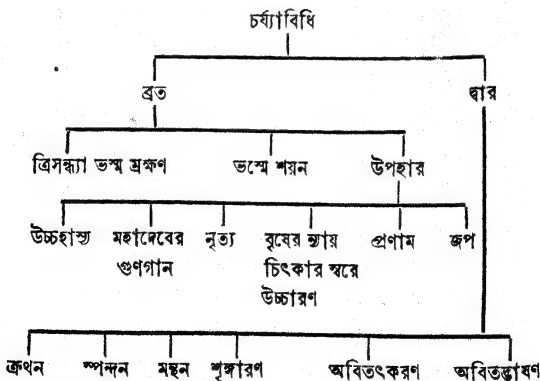 চর্য্যাবিধি
ব্রত দ্বার
ত্রিসন্ধ্যা ভস্ম ম্রক্ষণ ভস্মে শয়ন উপহার
উচ্চহাস্য মহাদেবের নৃত্য বৃষের ন্যায় প্রণাম জপ
গুণগান চিৎকার স্বরে
উচ্চারণ
ক্রথন স্পন্দন মন্থন শৃঙ্গারণ অবিতৎকরণ অবিতদ্ভাষণ